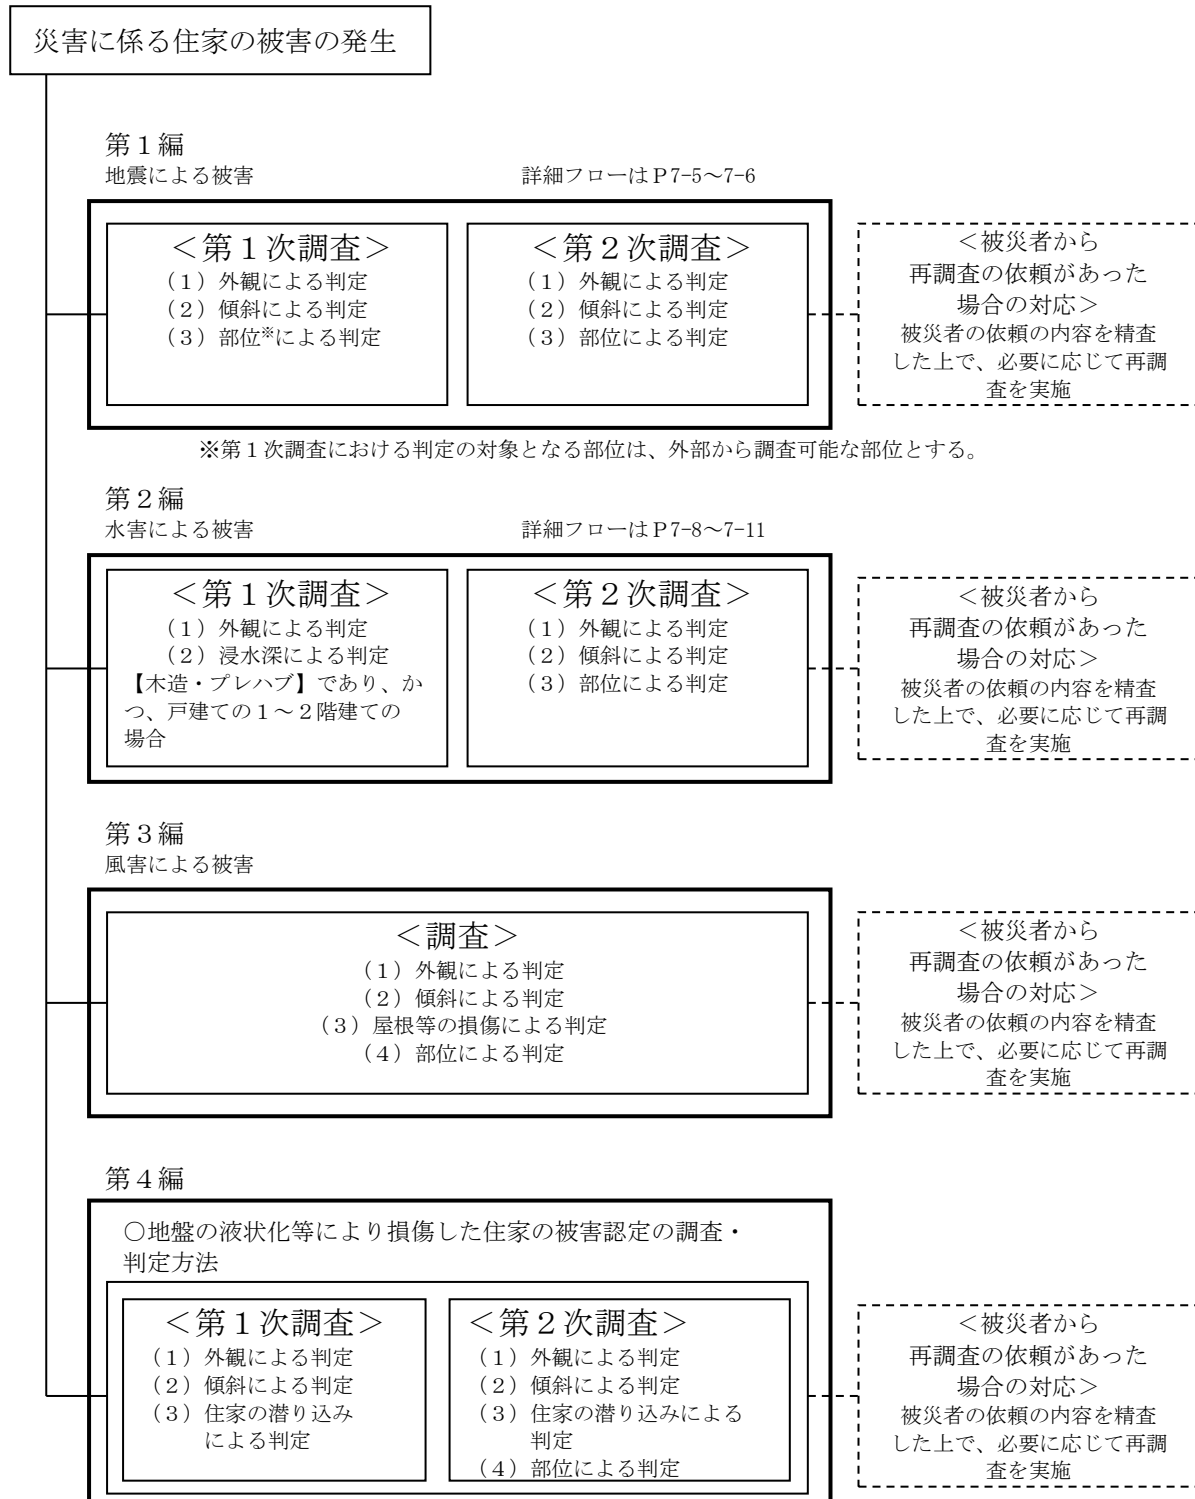 災害に係る住家の被害の発生
第１編
地震による被害
詳細フローはＰ7-5～7-6
＜第１次調査＞
（１）外観による判定
（２）傾斜による判定
（３）部位※による判定
＜第２次調査＞
（１）外観による判定
（２）傾斜による判定
（３）部位による判定
＜被災者から
再調査の依頼があった
場合の対応＞
被災者の依頼の内容を精査
した上で、必要に応じて再調
査を実施
※第１次調査における判定の対象となる部位は、外部から調査可能な部位とする。
第２編
水害による被害
詳細フローはＰ7-8～7-11
＜第１次調査＞
（１）外観による判定
（２）浸水深による判定
【木造・プレハブ】であり、か
つ、戸建ての１～２階建ての
場合
＜第２次調査＞
（１）外観による判定
（２）傾斜による判定
（３）部位による判定
＜被災者から
再調査の依頼があった
場合の対応＞
被災者の依頼の内容を精査
した上で、必要に応じて再調
査を実施
第３編
風害による被害
＜調査＞
（１）外観による判定
（２）傾斜による判定
（３）屋根等の損傷による判定
（４）部位による判定
＜被災者から
再調査の依頼があった
場合の対応＞
被災者の依頼の内容を精査
した上で、必要に応じて再調
査を実施
第４編
○地盤の液状化等により損傷した住家の被害認定の調査・
判定方法
＜第１次調査＞
（１）外観による判定
（２）傾斜による判定
（３）住家の潜り込み
による判定
＜第２次調査＞
（１）外観による判定
（２）傾斜による判定
（３）住家の潜り込みによる
判定
（４）部位による判定
＜被災者から
再調査の依頼があった
場合の対応＞
被災者の依頼の内容を精査
した上で、必要に応じて再調
査を実施